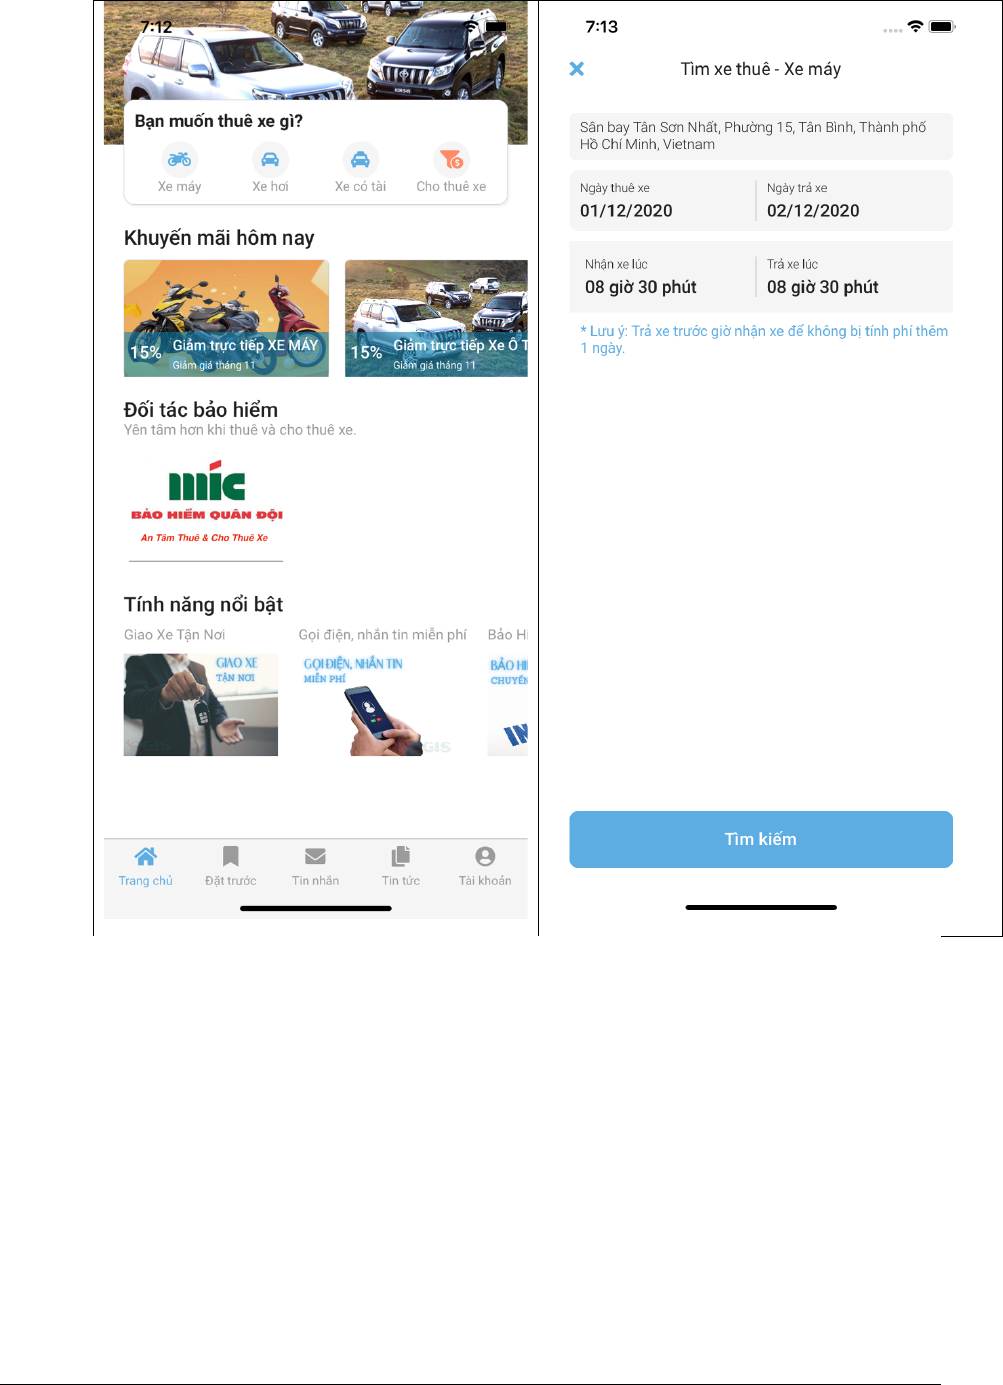 7:12
Bạn muốn thuê xe gì?
Xe máy
Xe hơi
Xe có tài
Cho thuê xe
Khuyến mãi hôm nay
15%
Giảm trực tiếp XE MÁY
Giảm giá tháng 11
15%
Giảm trực tiếp Xe Ô T
Giảm giá tháng 11
Đối tác bảo hiểm
Yên tâm hơn khi thuê và cho thuê xe.
mic
BẢO HIỂM QUÂN ĐỘI
An Tâm Thuê & Cho Thuê Xe
Tính năng nổi bật
Giao Xe Tận Nơi
Gọi điện, nhắn tin miễn phí
Bảo Hi
GIAO XE
TẬN NƠI
GỌI ĐIỆN, NHẮN TIN
MIỄN PHÍ
BẢO HI
CHUYẾN
Trang chủ
Đặt trước
Tin nhắn
Tin tức
Tài khoản
7:13
Tìm xe thuê - Xe máy
Sân bay Tân Sơn Nhất, Phường 15, Tân Bình, Thành phố
Hồ Chí Minh, Vietnam
Ngày thuê xe
01/12/2020
Ngày trả xe
02/12/2020
Nhận xe lúc
08 giờ 30 phút
Trả xe lúc
08 giờ 30 phút
* Lưu ý: Trả xe trước giờ nhận xe để không bị tính phí thêm
1 ngày.
Tìm kiếm